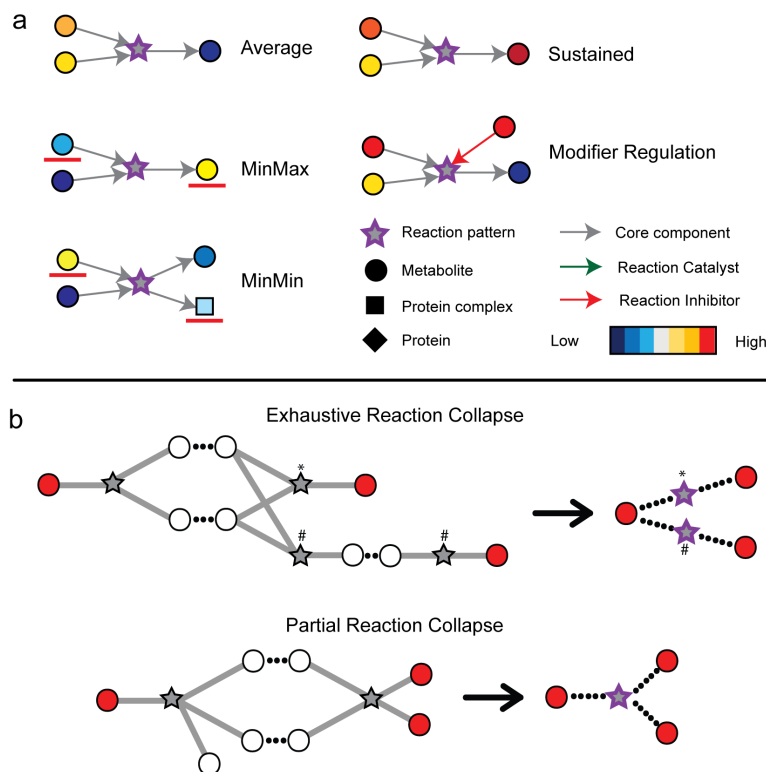 a
Average
Sustained
MinMax
Modifier Regulation
MinMin
Reaction pattern
Metabolite
Protein complex
Protein
Core component
Reaction Catalyst
Reaction Inhibitor
Low
High
b
Exhaustive Reaction Collapse
*
#
#
*
#
Partial Reaction Collapse